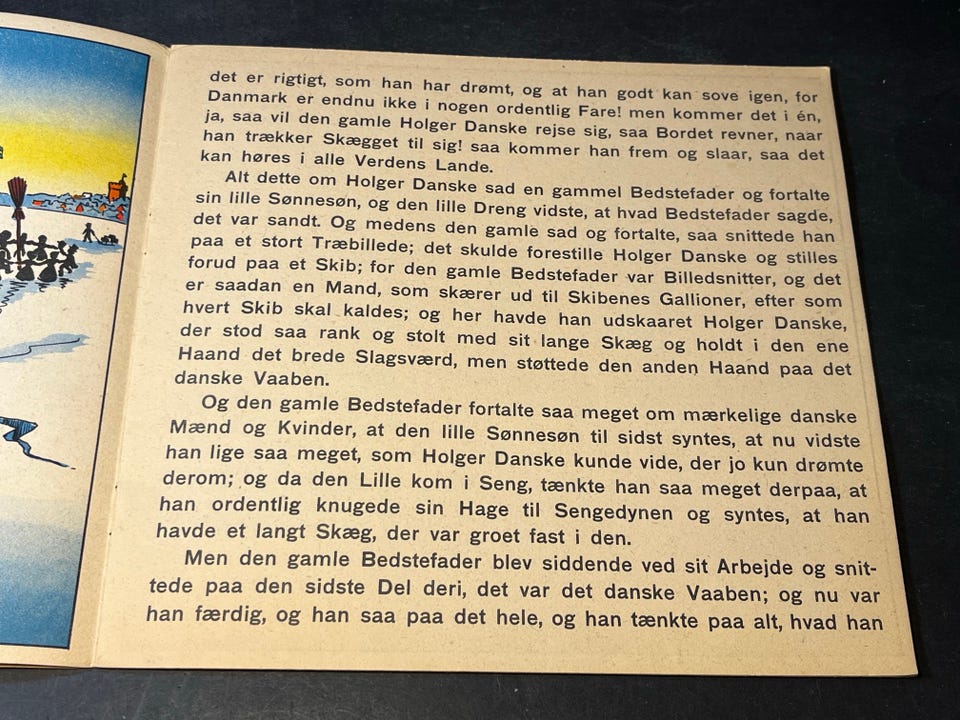 det er rigtigt, som han har drømt, og at han godt kan sove igen, for
Danmark er endnu ikke i nogen ordentlig Fare! men kommer det i én,
ja, saa vil den gamle Holger Danske rejse sig, saa Bordet revner, naar
han trækker Skægget til sig! saa kommer han frem og slaar, saa det
kan høres i alle Verdens Lande.
Alt dette om Holger Danske sad en gammel Bedstefader og fortalte
sin lille Sønnesøn, og den lille Dreng vidste, at hvad Bedstefader sagde,
det var sandt. Og medens den gamle sad og fortalte, saa snittede han
paa et stort Træbillede; det skulde forestille Holger Danske og stilles
forud paa et Skib; for den gamle Bedstefader var Billedsnitter, og det
er saadan en Mand, som skærer ud til Skibenes Gallioner, efter som
hvert Skib skal kaldes; og her havde han udskaaret Holger Danske,
der stod saa rank og stolt med sit lange Skæg og holdt i den ene
Haand det brede Slagsværd, men støttede den anden Haand paa det
danske Vaaben.
Og den gamle Bedstefader fortalte saa meget om mærkelige danske
Mænd og Kvinder, at den lille Sønnesøn til sidst syntes, at nu vidste
han lige saa meget, som Holger Danske kunde vide, der jo kun drømte
derom; og da den Lille kom i Seng, tænkte han saa meget derpaa, at
han ordentlig knugede sin Hage til Sengedynen og syntes, at han
havde et langt Skæg, der var groet fast i den.
Men den gamle Bedstefader blev siddende ved sit Arbejde og snit-
tede paa den sidste Del deri, det var det danske Vaaben; og nu var
han færdig, og han saa paa det hele, og han tænkte paa alt, hvad han